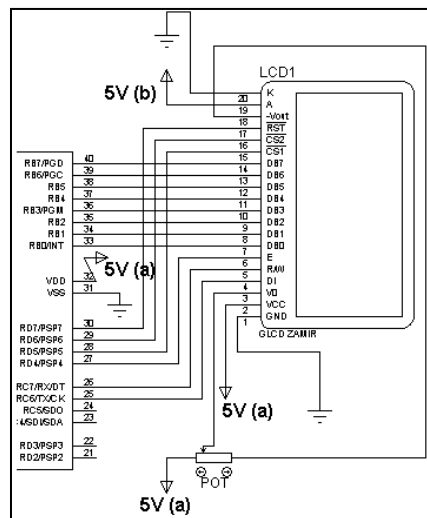 LCD1
5V (b)
K
20
A
19
-Vout
18
RST
17
CS2
16
CS1
15
DB7
14
DB6
13
DB5
12
DB4
11
DB3
10
DB2
9
DB1
8
DB0
7
E
6
R/W
5
DI
4
V0
3
VCC
2
GND
1
GLCD ZAMIR
RB7/PGD 40
RB6/PGC 39
RB5 38
RB4 37
RB3/PGM 36
RB2 35
RB1 34
RB0/INT 33
5V (a)
VDD 32
VSS 31
RD7/PSP7 30
RD6/PSP6 29
RD5/PSP5 28
RD4/PSP4 27
RC7/RX/DT 26
RC6/TX/CK 25
RC5/SDO 24
4/SDI/SDA 23
RD3/PSP3 22
RD2/PSP2 21
5V (a)
5V (a)
POT